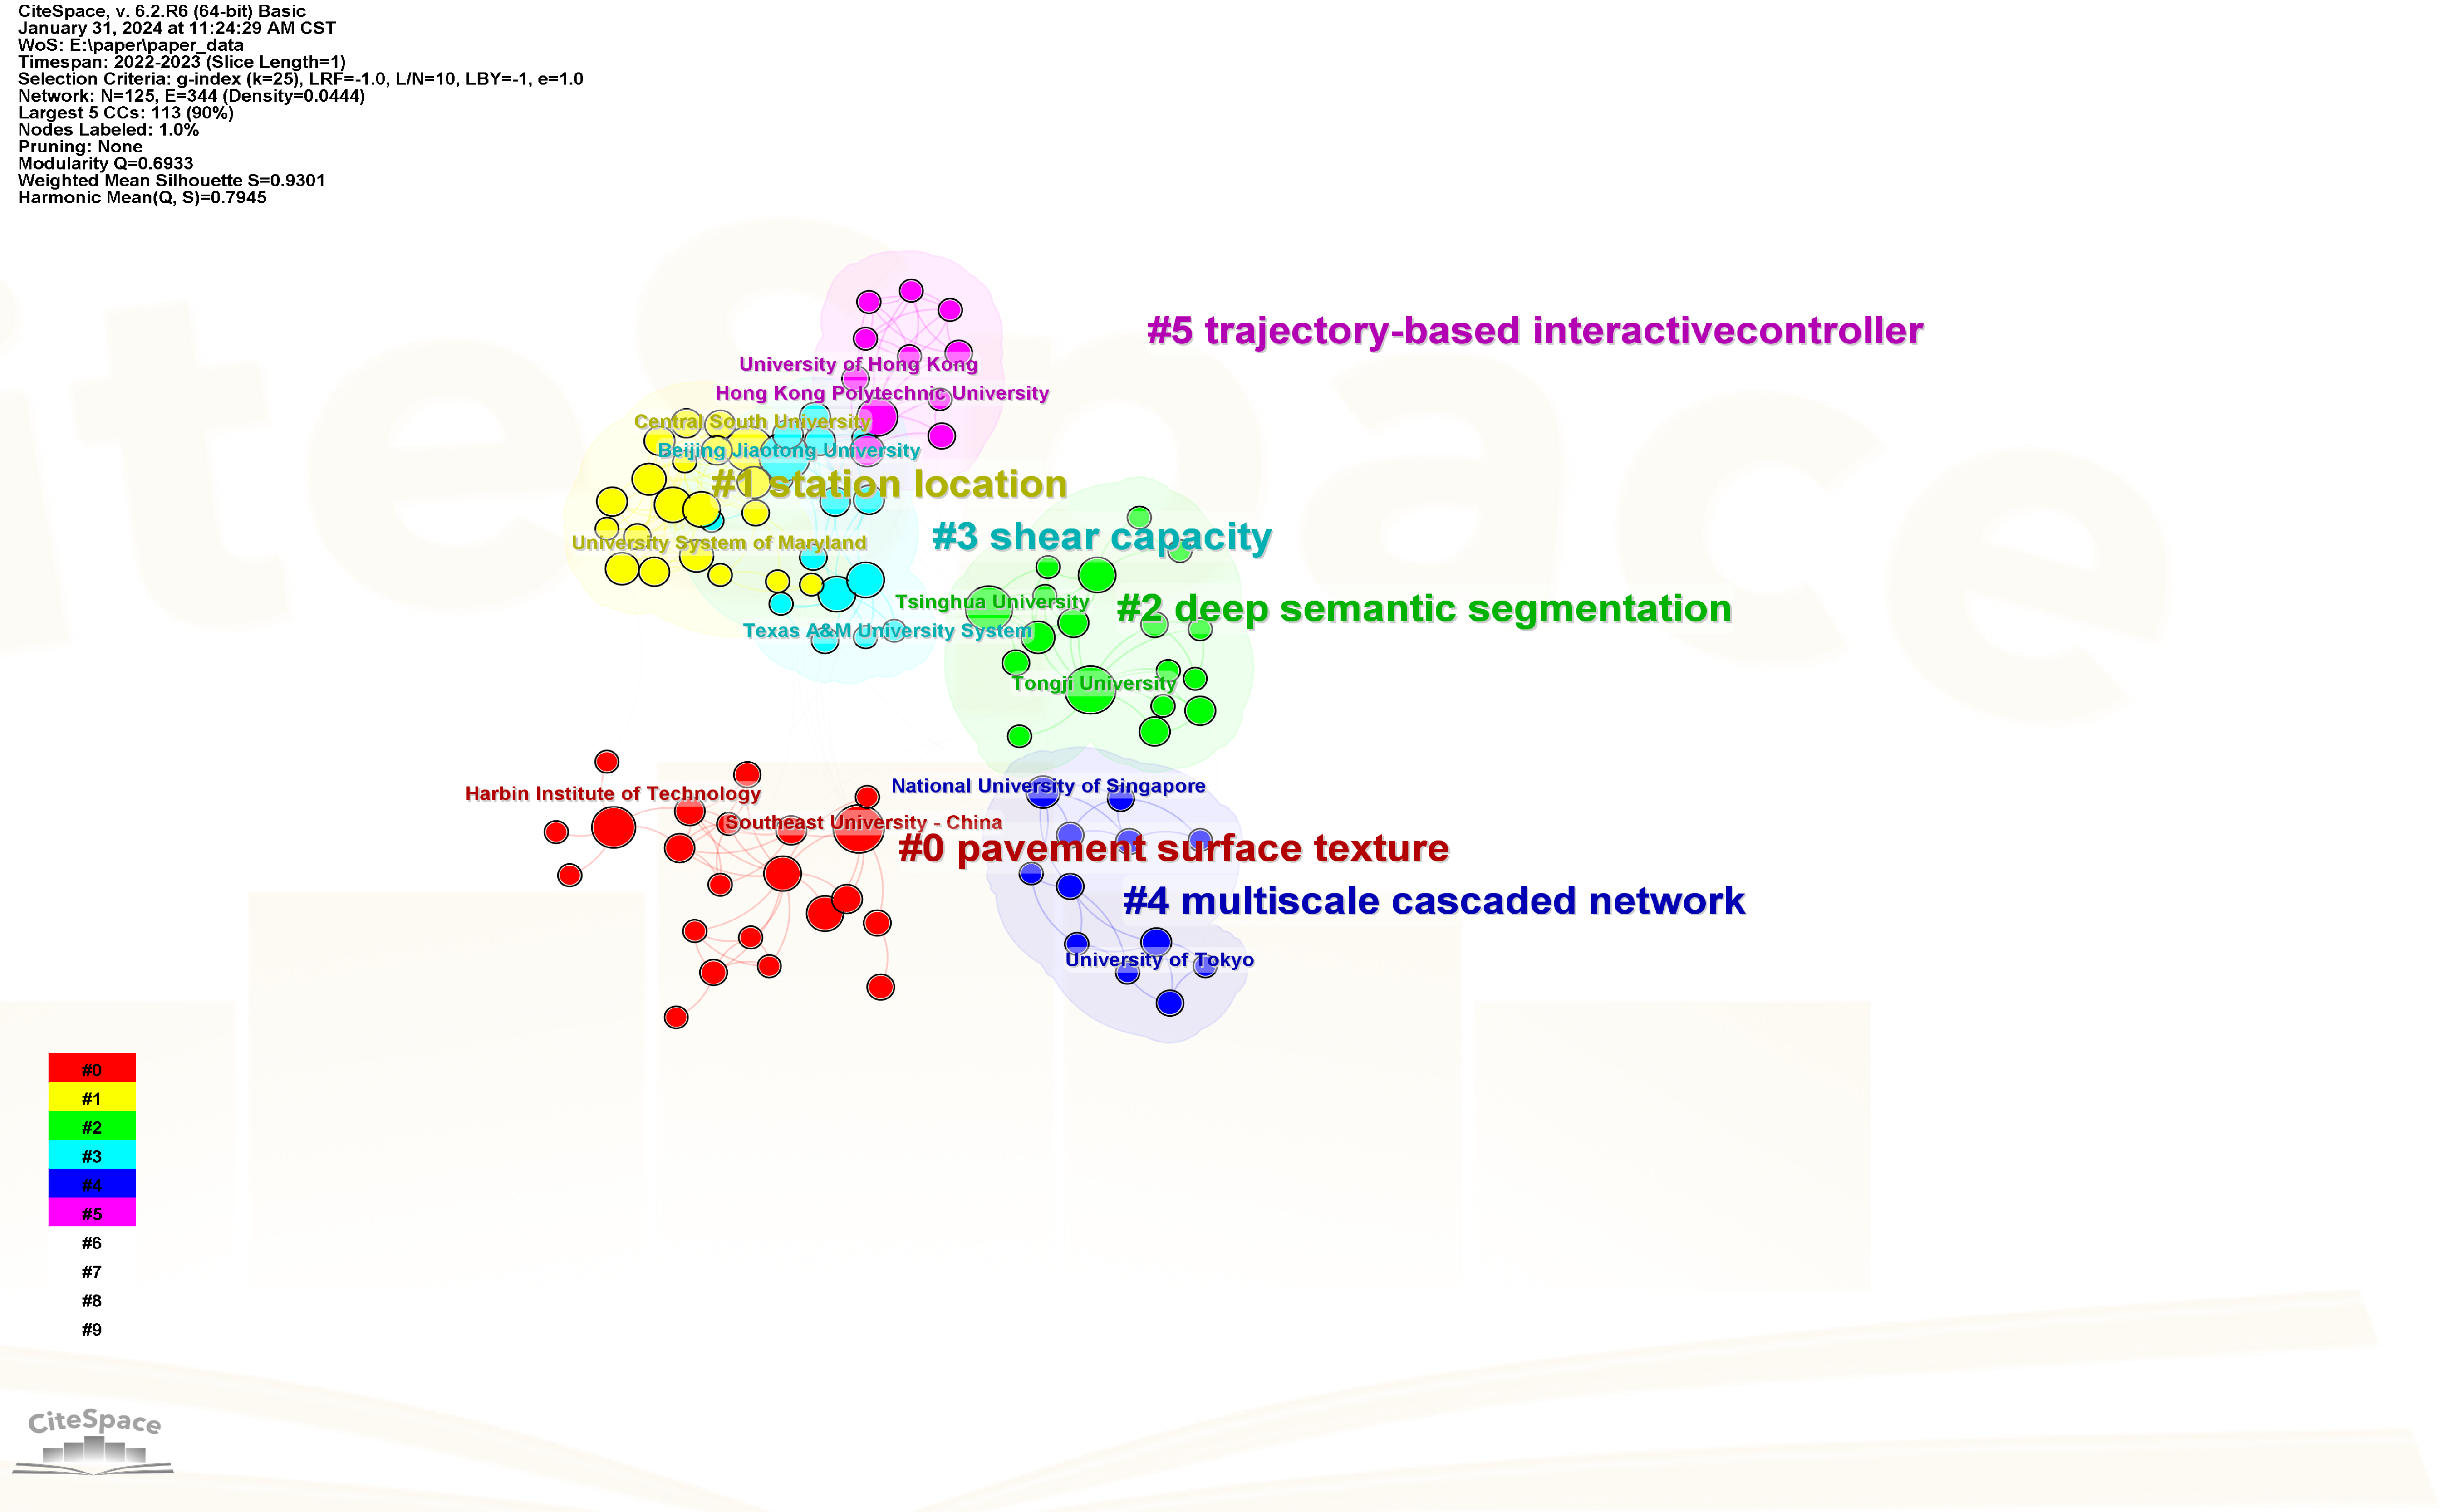 CiteSpace, v. 6.2.R6 (64-bit) Basic
January 31, 2024 at 11:24:29 AM CST
WoS: E:\paper\paper_data
Timespan: 2022-2023 (Slice Length=1)
Selection Criteria: g-index (k=25), LRF=-1.0, L/N=10, LBY=-1, e=1.0
Network: N=125, E=344 (Density=0.0444)
Largest 5 CCs: 113 (90%)
Nodes Labeled: 1.0%
Pruning: None
Modularity Q=0.6933
Weighted Mean Silhouette S=0.9301
Harmonic Mean(Q, S)=0.7945
#5 trajectory-based interactivecontroller
University of Hong Kong
Hong Kong Polytechnic University
Central South University
Beijing Jiaotong University
#1 station location
#3 shear capacity
University System of Maryland
Tsinghua University
#2 deep semantic segmentation
Texas A&M University System
Tongji University
National University of Singapore
Harbin Institute of Technology
Southeast University - China
#0 pavement surface texture
#4 multiscale cascaded network
University of Tokyo
#0
#1
#2
#3
#4
#5
#6
#7
#8
#9
CiteSpace
iteSpace